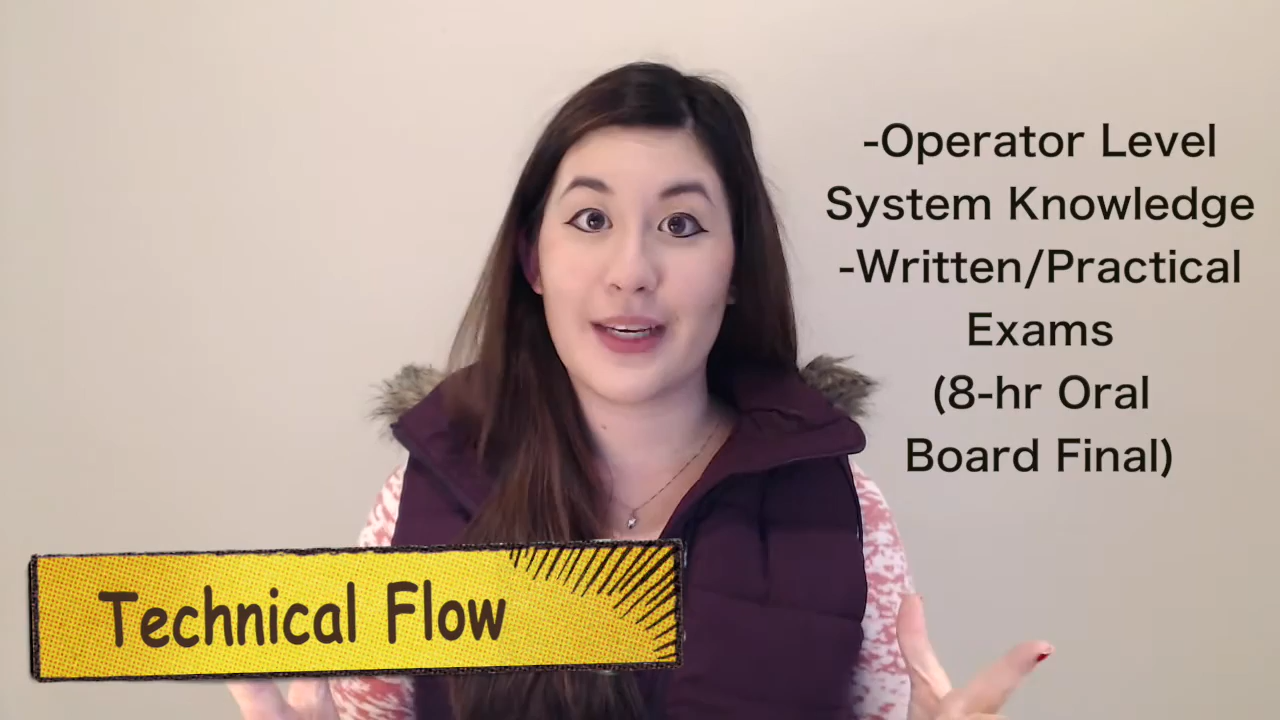 -Operator Level
System Knowledge
-Written/Practical
Exams
(8-hr Oral
Board Final)
Technical Flow